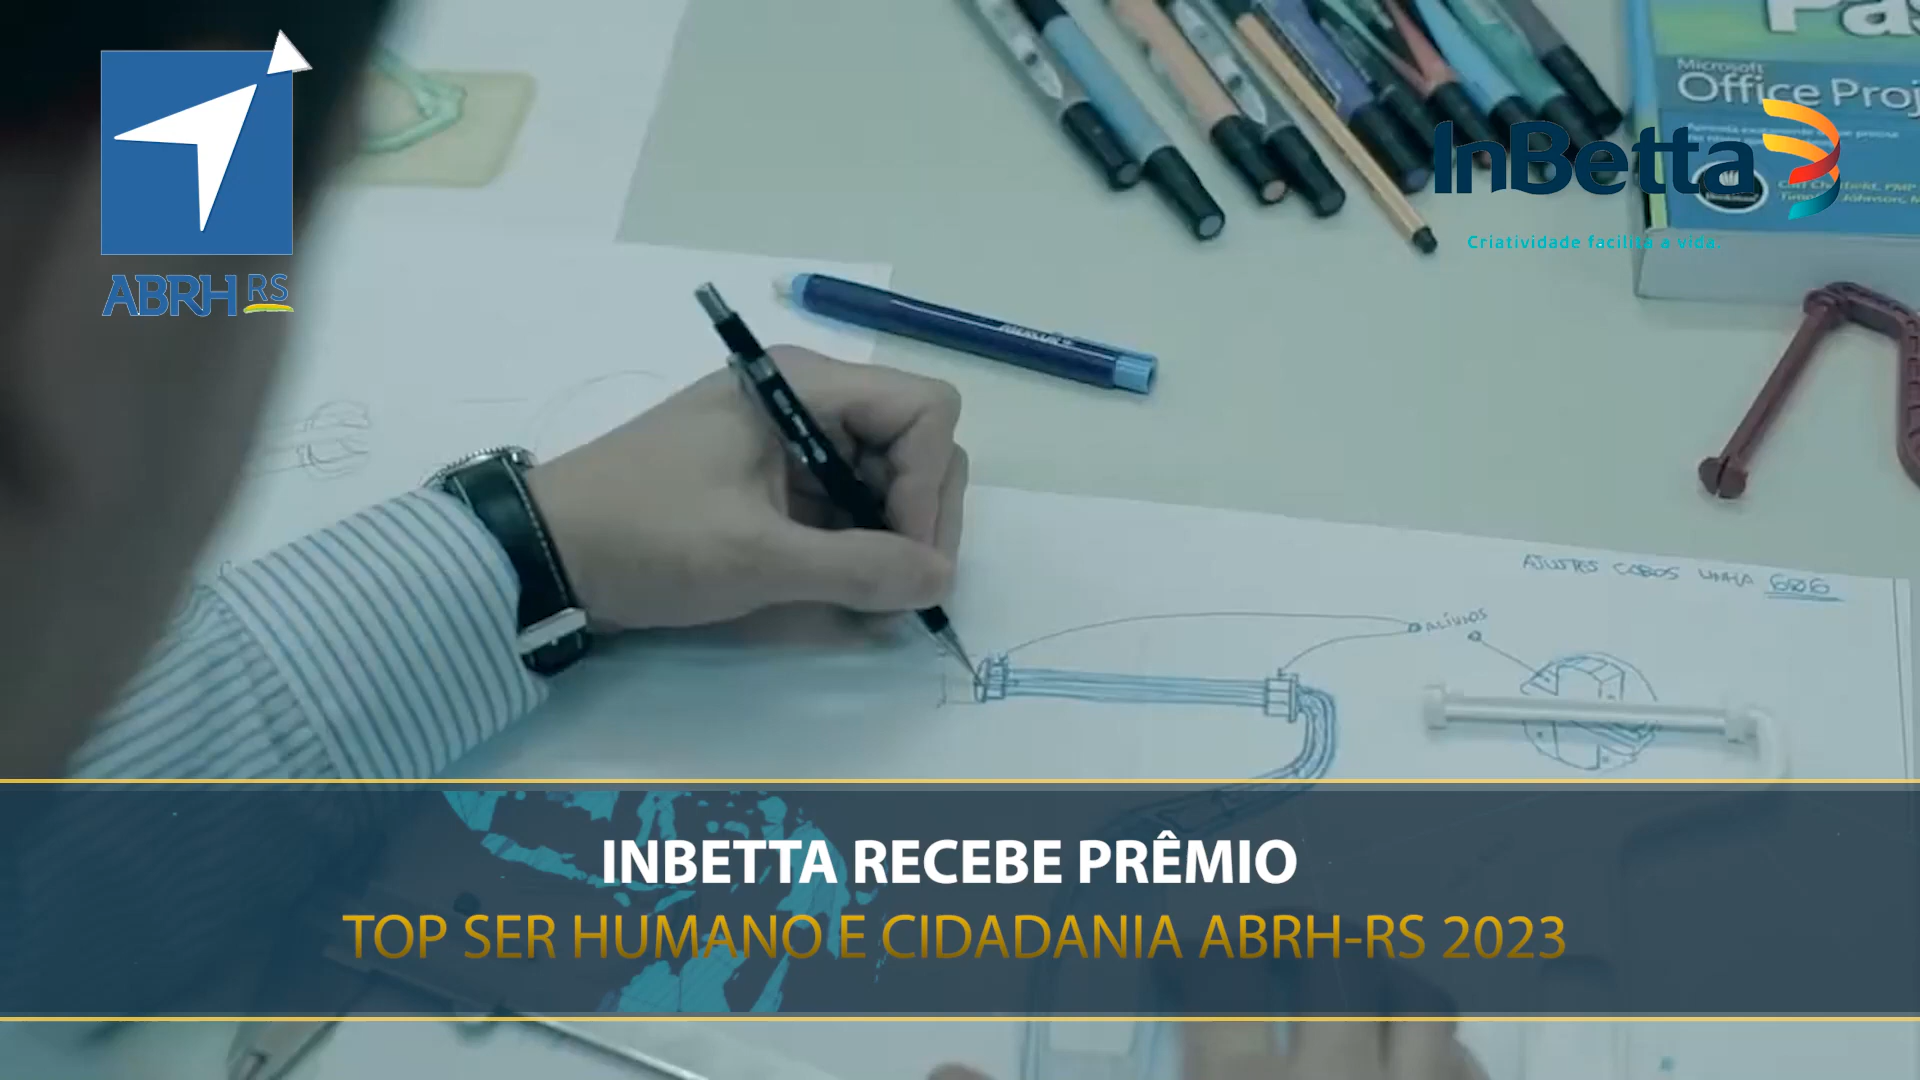 ABRH RS
Pas
Microsoft
Office Proj
InBetta
Criatividade facilita a vida.
AJUSTES CABOS LINHA 606
ALÍVIOS
INBETTA RECEBE PRÊMIO
TOP SER HUMANO E CIDADANIA ABRH-RS 2023